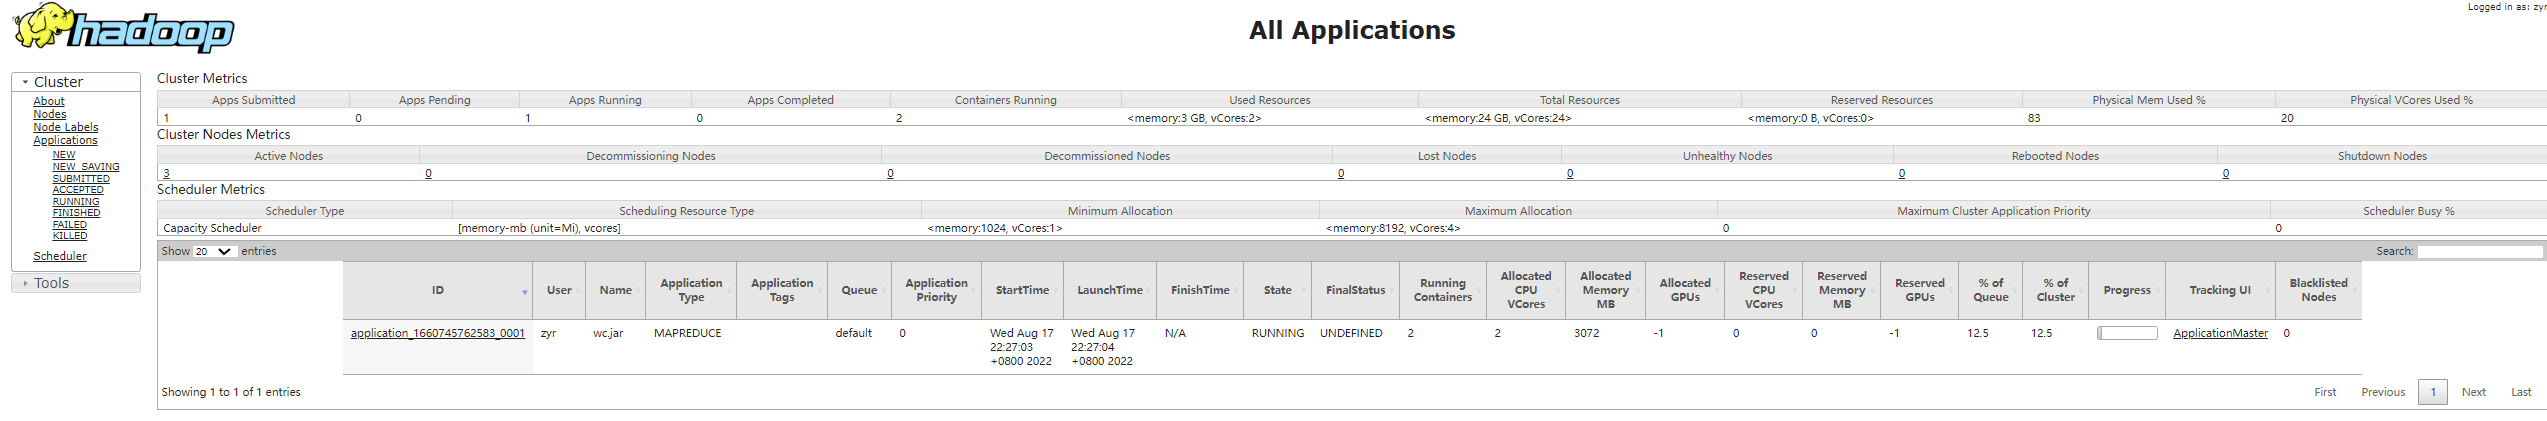 Logged in as: zyr
hadoop
All Applications
Cluster
About
Nodes
Node Labels
Applications
NEW
NEW_SAVING
SUBMITTED
ACCEPTED
RUNNING
FINISHED
FAILED
KILLED
Scheduler
Tools
Cluster Metrics
Apps Submitted Apps Pending Apps Running Apps Completed Containers Running Used Resources Total Resources Reserved Resources Physical Mem Used % Physical VCores Used %
1 0 1 0 2 <memory:3 GB, vCores:2> <memory:24 GB, vCores:24> <memory:0 B, vCores:0> 83 20
Cluster Nodes Metrics
Active Nodes Decommissioning Nodes Decommissioned Nodes Lost Nodes Unhealthy Nodes Rebooted Nodes Shutdown Nodes
3 0 0 0 0 0 0
Scheduler Metrics
Scheduler Type Scheduling Resource Type Minimum Allocation Maximum Allocation Maximum Cluster Application Priority Scheduler Busy %
Capacity Scheduler [memory-mb (unit=Mi), vcores] <memory:1024, vCores:1> <memory:8192, vCores:4> 0 0
Show 20 entries Search:
ID User Name Application Type Application Tags Queue Application Priority StartTime LaunchTime FinishTime State FinalStatus Running Containers Allocated CPU VCores Allocated Memory MB Allocated GPUs Reserved CPU VCores Reserved Memory MB Reserved GPUs % of Queue % of Cluster Progress Tracking UI Blacklisted Nodes
application_1660745762583_0001 zyr wc.jar MAPREDUCE default 0 Wed Aug 17 22:27:03 +0800 2022 Wed Aug 17 22:27:04 +0800 2022 N/A RUNNING UNDEFINED 2 2 3072 -1 0 0 -1 12.5 12.5 ApplicationMaster 0
Showing 1 to 1 of 1 entries First Previous 1 Next Last